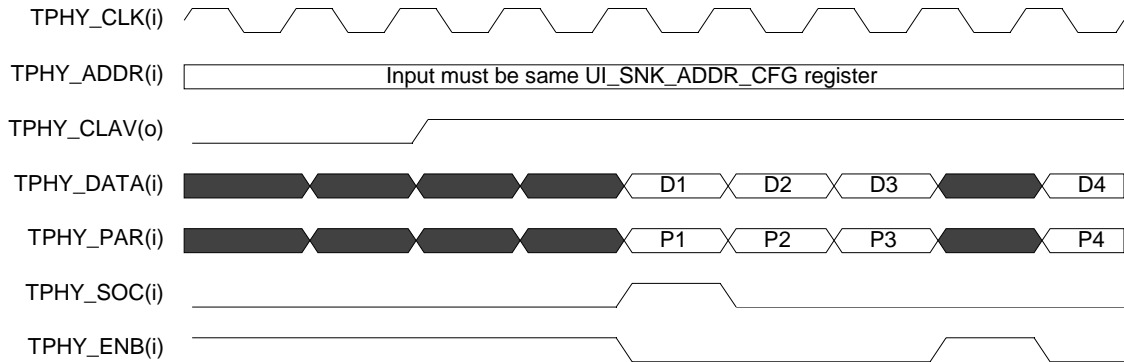 TPHY_CLK(i)
TPHY_ADDR(i) Input must be same UI_SNK_ADDR_CFG register
TPHY_CLAV(o)
TPHY_DATA(i) D1 D2 D3 D4
TPHY_PAR(i) P1 P2 P3 P4
TPHY_SOC(i)
TPHY_ENB(i)